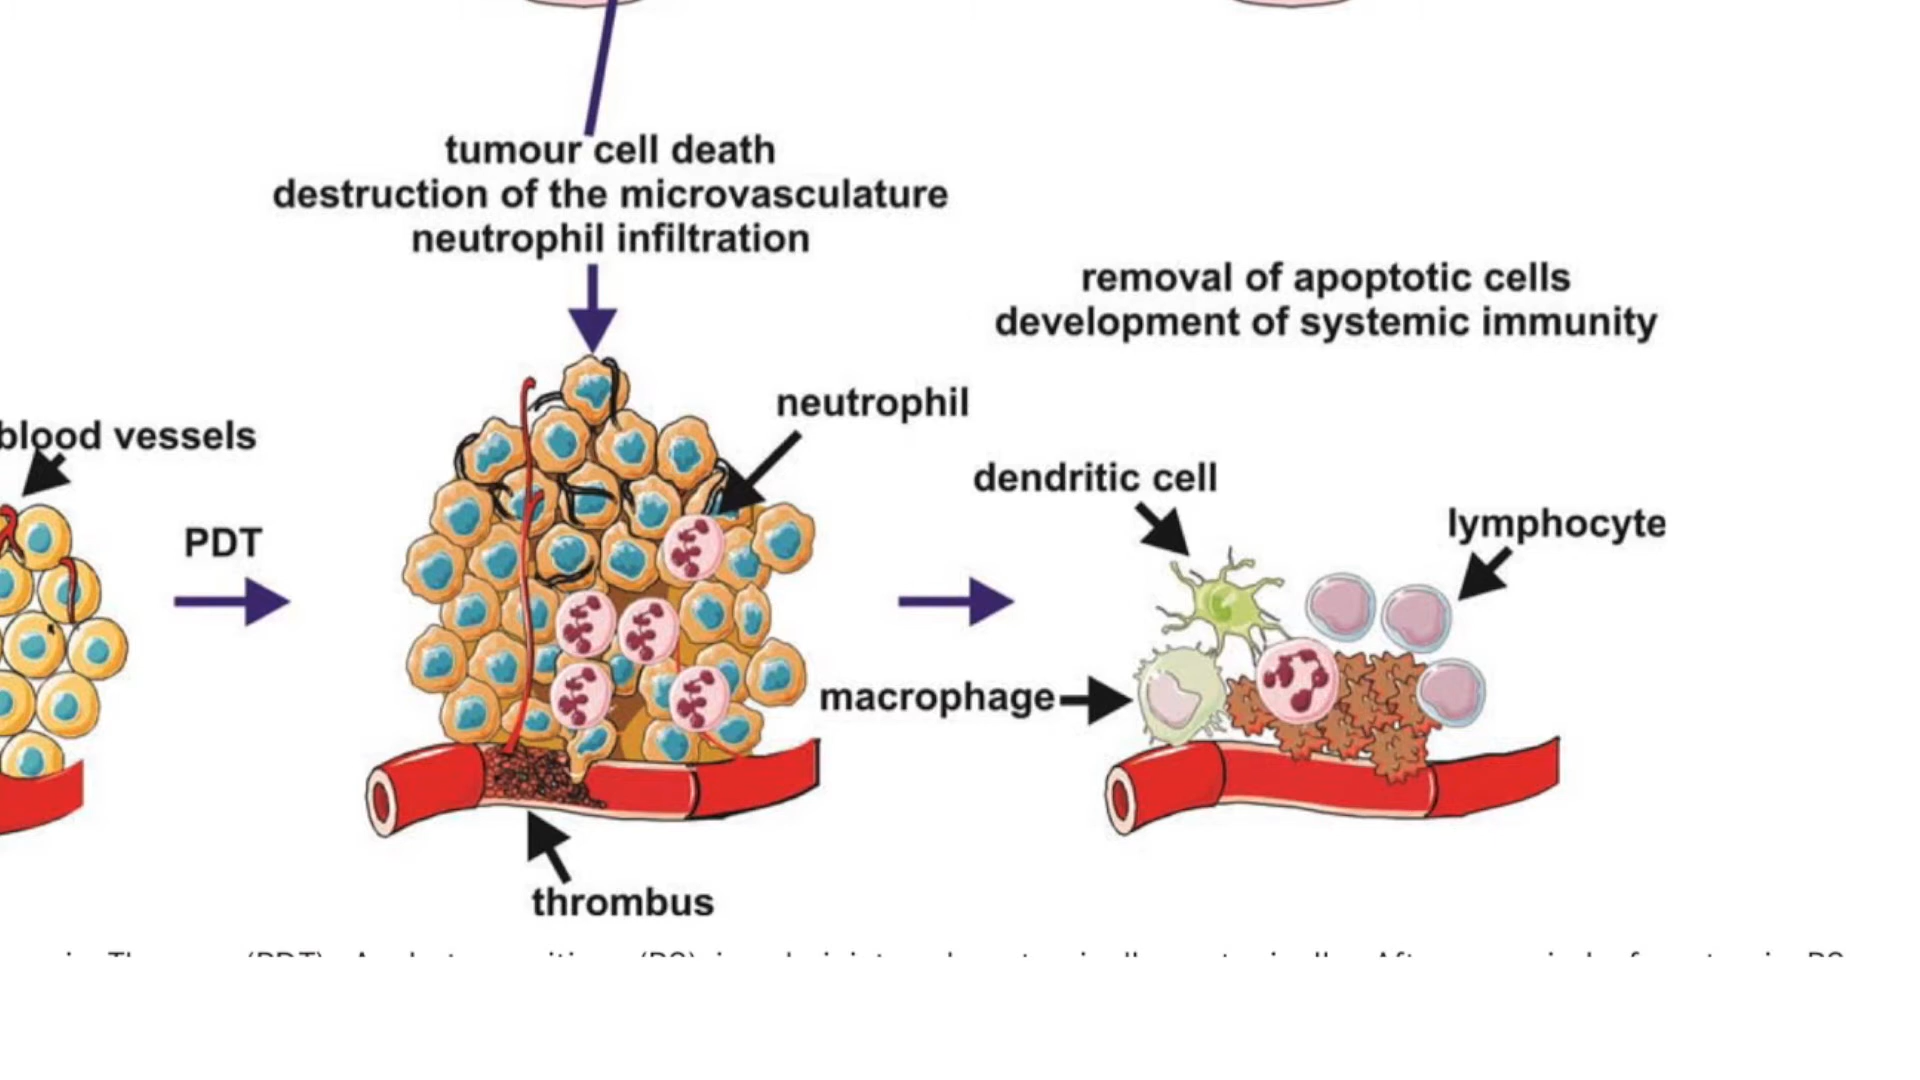 tumour cell death
destruction of the microvasculature
neutrophil infiltration
removal of apoptotic cells
development of systemic immunity
blood vessels
PDT
neutrophil
dendritic cell
lymphocyte
macrophage
thrombus